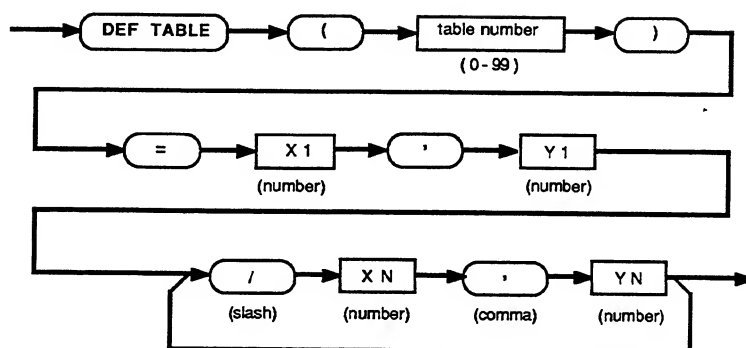 DEF TABLE ( table number )
(0-99)
= X 1 , Y 1
(number) (number)
/ X N , Y N
(slash) (number) (comma) (number)